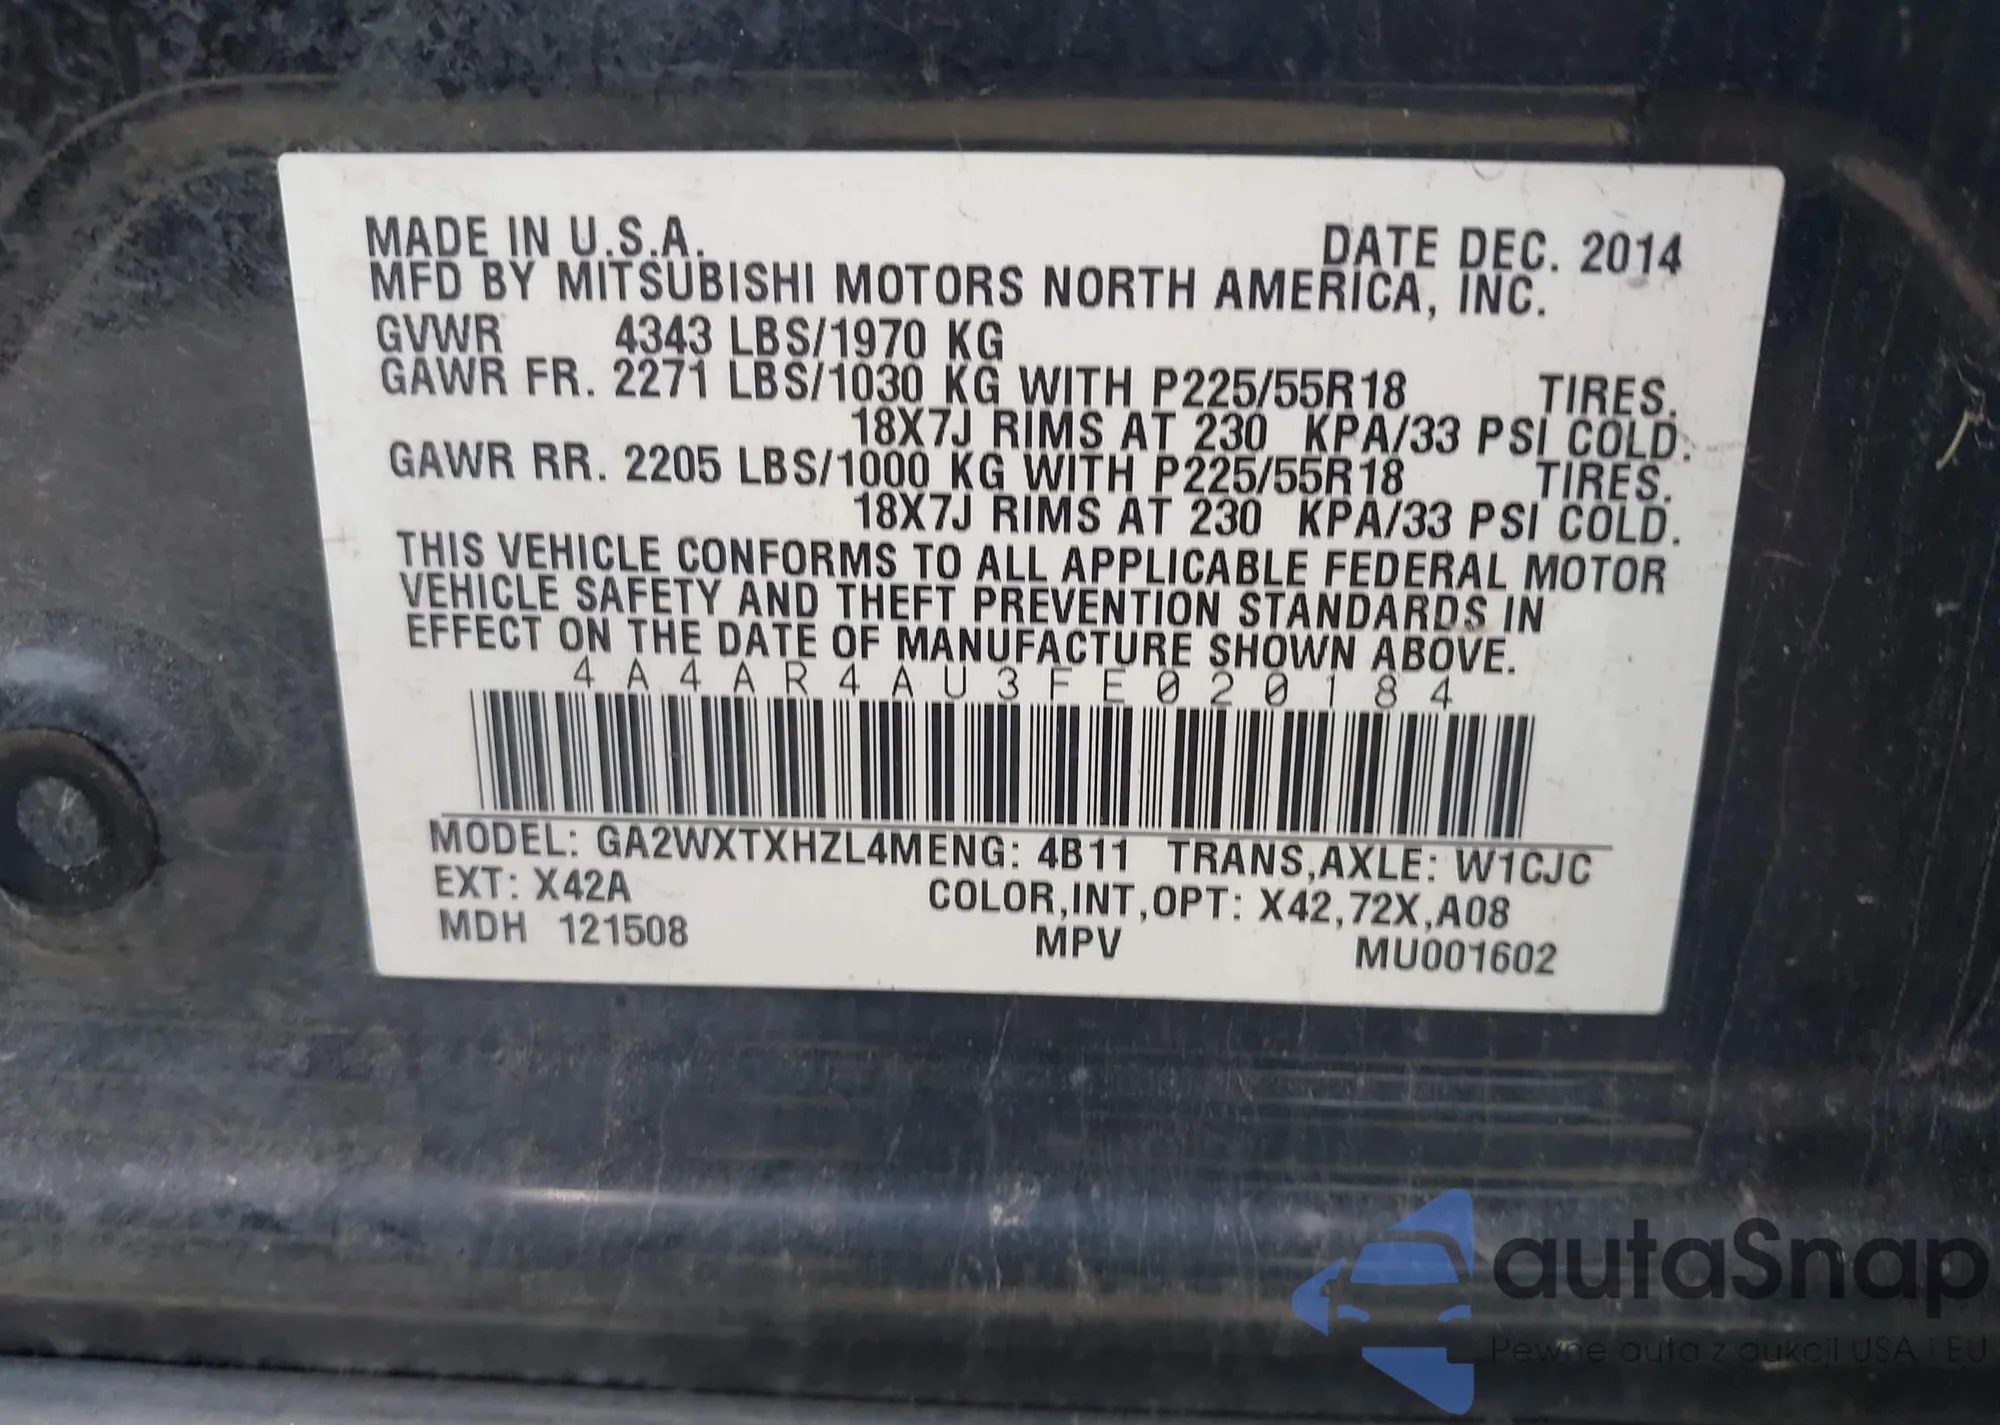 MADE IN U.S.A. DATE DEC. 2014
MFD BY MITSUBISHI MOTORS NORTH AMERICA, INC.
GVWR 4343 LBS/1970 KG
GAWR FR. 2271 LBS/1030 KG WITH P225/55R18 TIRES.
18X7J RIMS AT 230 KPA/33 PSI COLD.
GAWR RR. 2205 LBS/1000 KG WITH P225/55R18 TIRES.
18X7J RIMS AT 230 KPA/33 PSI COLD.
THIS VEHICLE CONFORMS TO ALL APPLICABLE FEDERAL MOTOR
VEHICLE SAFETY AND THEFT PREVENTION STANDARDS IN
EFFECT ON THE DATE OF MANUFACTURE SHOWN ABOVE.
4A4AR4AU3FE020184
MODEL: GA2WXTXHZL4MENG: 4B11 TRANS,AXLE: W1CJC
EXT: X42A COLOR,INT,OPT: X42,72X,A08
MDH 121508 MPV MU001602
autaSnap
Pewne auta z aukcji USA i EU